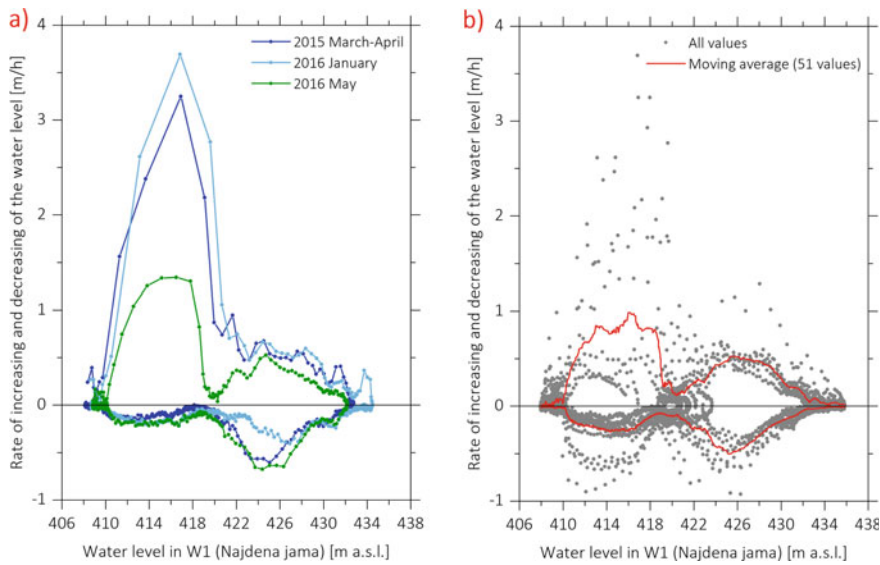 a)
Rate of increasing and decreasing of the water level [m/h]
4
3
2
1
0
-1
2015 March-April
2016 January
2016 May
406 410 414 418 422 426 430 434 438
Water level in W1 (Najdena jama) [m a.s.l.]
b)
Rate of increasing and decreasing of the water level [m/h]
4
3
2
1
0
-1
All values
Moving average (51 values)
406 410 414 418 422 426 430 434 438
Water level in W1 (Najdena jama) [m a.s.l.]